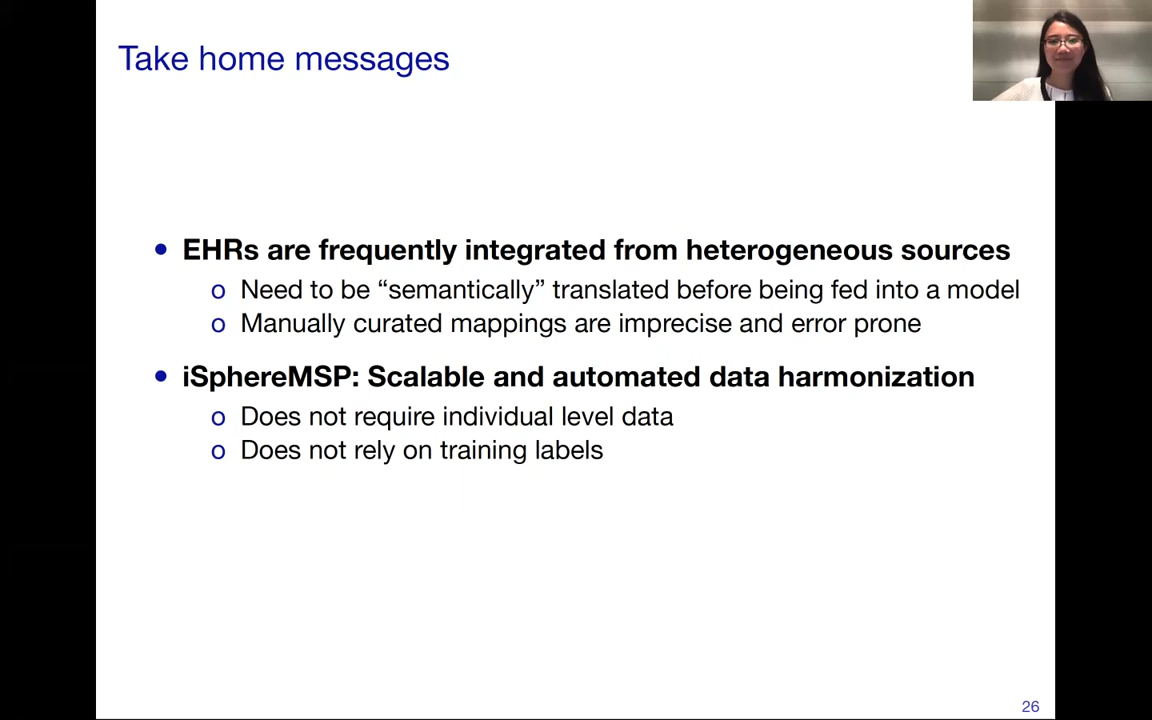 Take home messages
• EHRs are frequently integrated from heterogeneous sources
o Need to be “semantically” translated before being fed into a model
o Manually curated mappings are imprecise and error prone
• iSphereMSP: Scalable and automated data harmonization
o Does not require individual level data
o Does not rely on training labels
26